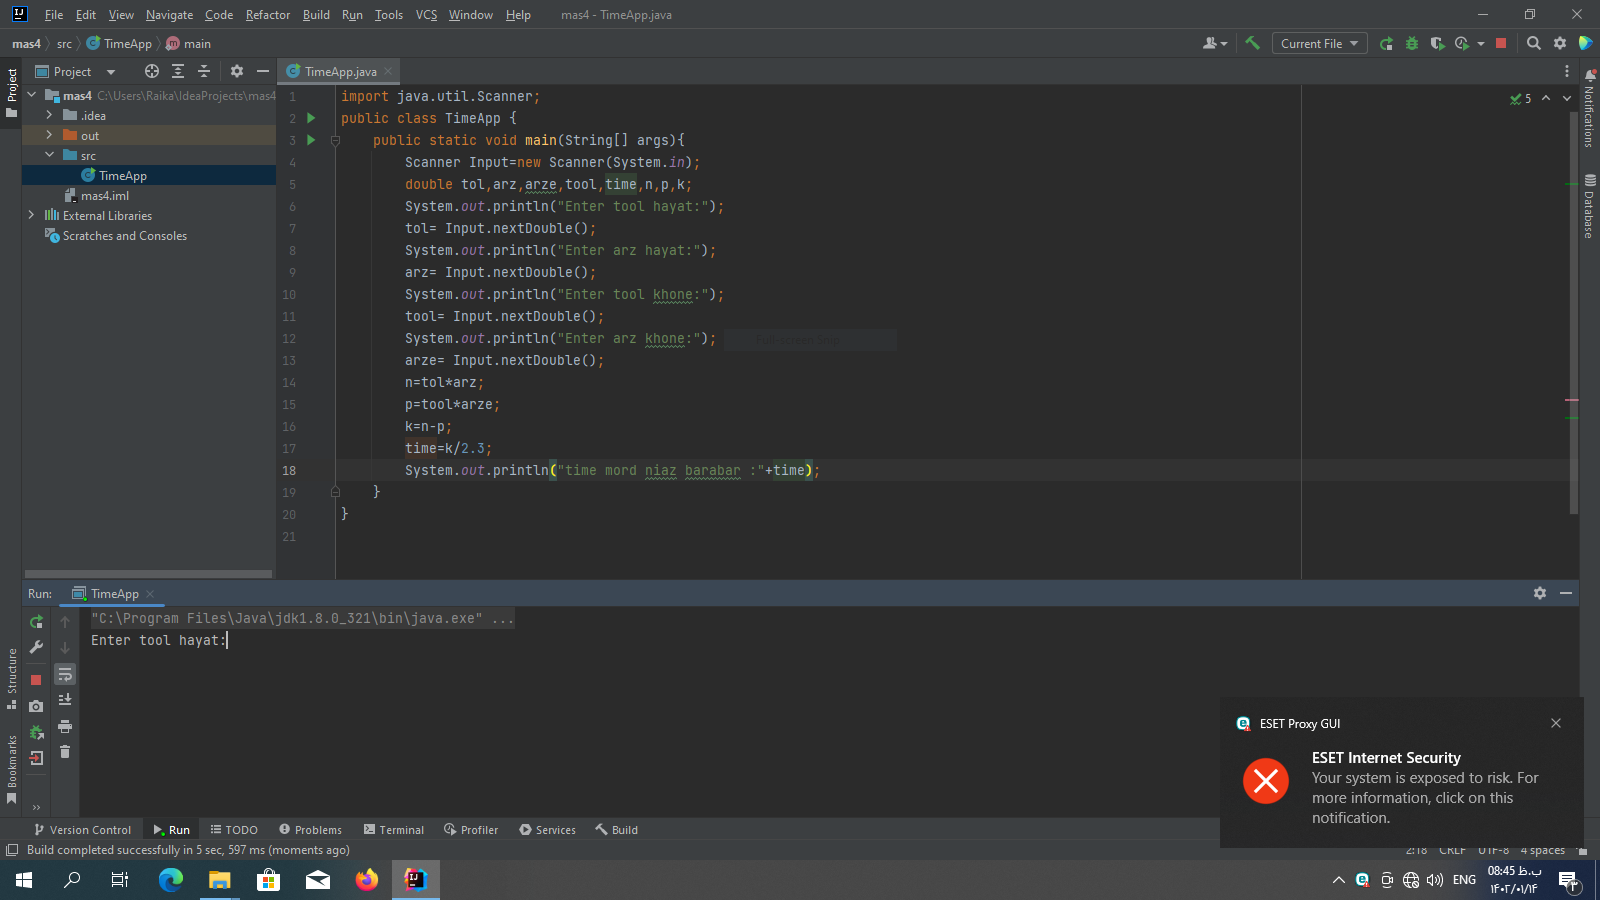 File Edit View Navigate Code Refactor Build Run Tools VCS Window Help mas4 - TimeApp.java
mas4 src TimeApp main Current File
Project TimeApp.java
mas4 C:\Users\Raika\IdeaProjects\mas4
.idea
out
src
TimeApp
mas4.iml
External Libraries
Scratches and Consoles
Project
Structure
Bookmarks
Notifications
Database
5
1 import java.util.Scanner;
2 public class TimeApp {
3 public static void main(String[] args){
4 Scanner Input=new Scanner(System.in);
5 double tol,arz,arze,tool,time,n,p,k;
6 System.out.println("Enter tool hayat:");
7 tol= Input.nextDouble();
8 System.out.println("Enter arz hayat:");
9 arz= Input.nextDouble();
10 System.out.println("Enter tool khone:");
11 tool= Input.nextDouble();
12 System.out.println("Enter arz khone:");
13 arze= Input.nextDouble();
14 n=tol*arz;
15 p=tool*arze;
16 k=n-p;
17 time=k/2.3;
18 System.out.println("time mord niaz barabar :"+time);
19 }
20 }
21
Run: TimeApp
"C:\Program Files\Java\jdk1.8.0_321\bin\java.exe" ...
Enter tool hayat:
ESET Proxy GUI
ESET Internet Security
Your system is exposed to risk. For
more information, click on this
notification.
Version Control Run TODO Problems Terminal Profiler Services Build
Build completed successfully in 5 sec, 597 ms (moments ago) 2:18 CRLF UTF-8 4 spaces
ENG 08:45 ب.ظ
۱۴۰۲/۰۱/۱۴
۳